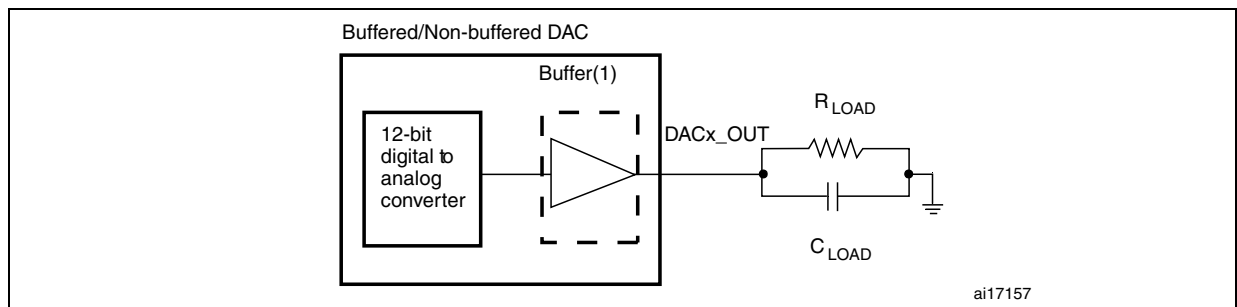 Buffered/Non-buffered DAC
Buffer(1)
12-bit
digital to
analog
converter
DACx_OUT
R LOAD
C LOAD
ai17157